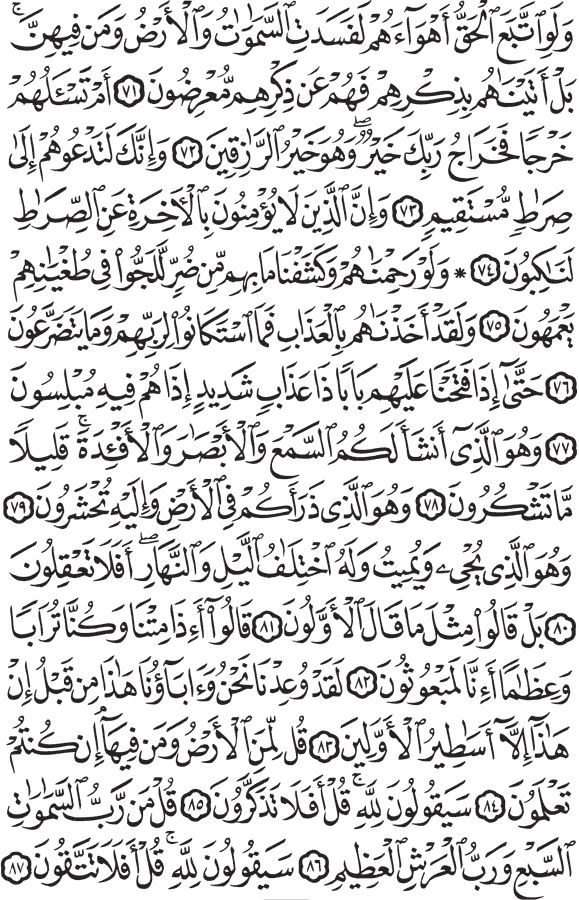 وَلَوِ ٱتَّبَعَ ٱلْحَقُّ أَهْوَآءَهُمْ لَفَسَدَتِ ٱلسَّمَٰوَٰتُ وَٱلْأَرْضُ وَمَن فِيهِنَّ ۚ
بَلْ أَتَيْنَٰهُم بِذِكْرِهِمْ فَهُمْ عَن ذِكْرِهِم مُّعْرِضُونَ ٧١ أَمْ تَسْـَٔلُهُمْ
خَرْجًا فَخَرَاجُ رَبِّكَ خَيْرٌ ۖ وَهُوَ خَيْرُ ٱلرَّٰزِقِينَ ٧٢ وَإِنَّكَ لَتَدْعُوهُمْ إِلَىٰ
صِرَٰطٍ مُّسْتَقِيمٍ ٧٣ وَإِنَّ ٱلَّذِينَ لَا يُؤْمِنُونَ بِٱلْءَاخِرَةِ عَنِ ٱلصِّرَٰطِ
لَنَٰكِبُونَ ٧٤ * وَلَوْ رَحِمْنَٰهُمْ وَكَشَفْنَا مَا بِهِم مِّن ضُرٍّ لَّلَجُّوا۟ فِى طُغْيَٰنِهِمْ
يَعْمَهُونَ ٧٥ وَلَقَدْ أَخَذْنَٰهُم بِٱلْعَذَابِ فَمَا ٱسْتَكَانُوا۟ لِرَبِّهِمْ وَمَا يَتَضَرَّعُونَ
٧٦ حَتَّىٰٓ إِذَا فَتَحْنَا عَلَيْهِم بَابًا ذَا عَذَابٍ شَدِيدٍ إِذَا هُمْ فِيهِ مُبْلِسُونَ
٧٧ وَهُوَ ٱلَّذِىٓ أَنشَأَ لَكُمُ ٱلسَّمْعَ وَٱلْأَبْصَٰرَ وَٱلْأَفْـِٔدَةَ ۚ قَلِيلًا
مَّا تَشْكُرُونَ ٧٨ وَهُوَ ٱلَّذِى ذَرَأَكُمْ فِى ٱلْأَرْضِ وَإِلَيْهِ تُحْشَرُونَ ٧٩
وَهُوَ ٱلَّذِى يُحْىِۦ وَيُمِيتُ وَلَهُ ٱخْتِلَٰفُ ٱلَّيْلِ وَٱلنَّهَارِ ۖ أَفَلَا تَعْقِلُونَ
٨٠ بَلْ قَالُوا۟ مِثْلَ مَا قَالَ ٱلْأَوَّلُونَ ٨١ قَالُوٓا۟ أَءِذَا مِتْنَا وَكُنَّا تُرَابًا
وَعِظَٰمًا أَءِنَّا لَمَبْعُوثُونَ ٨٢ لَقَدْ وُعِدْنَا نَحْنُ وَءَابَآؤُنَا هَٰذَا مِن قَبْلُ إِنْ
هَٰذَآ إِلَّآ أَسَٰطِيرُ ٱلْأَوَّلِينَ ٨٣ قُل لِّمَنِ ٱلْأَرْضُ وَمَن فِيهَآ إِن كُنتُمْ
تَعْلَمُونَ ٨٤ سَيَقُولُونَ لِلَّهِ ۚ قُلْ أَفَلَا تَذَكَّرُونَ ٨٥ قُلْ مَن رَّبُّ ٱلسَّمَٰوَٰتِ
ٱلسَّبْعِ وَرَبُّ ٱلْعَرْشِ ٱلْعَظِيمِ ٨٦ سَيَقُولُونَ لِلَّهِ ۚ قُلْ أَفَلَا تَتَّقُونَ ٨٧